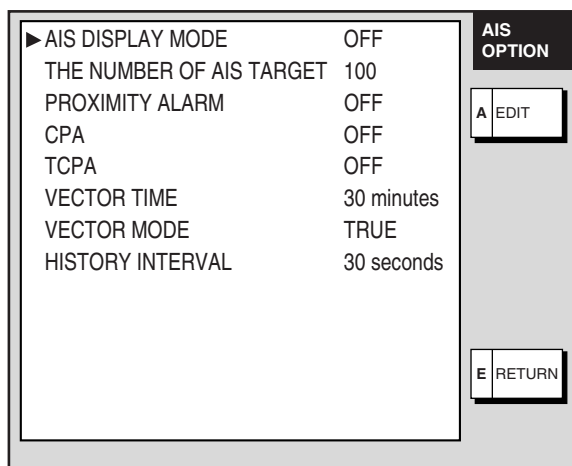 ▶AIS DISPLAY MODE OFF
THE NUMBER OF AIS TARGET 100
PROXIMITY ALARM OFF
CPA OFF
TCPA OFF
VECTOR TIME 30 minutes
VECTOR MODE TRUE
HISTORY INTERVAL 30 seconds
AIS
OPTION
A EDIT
E RETURN